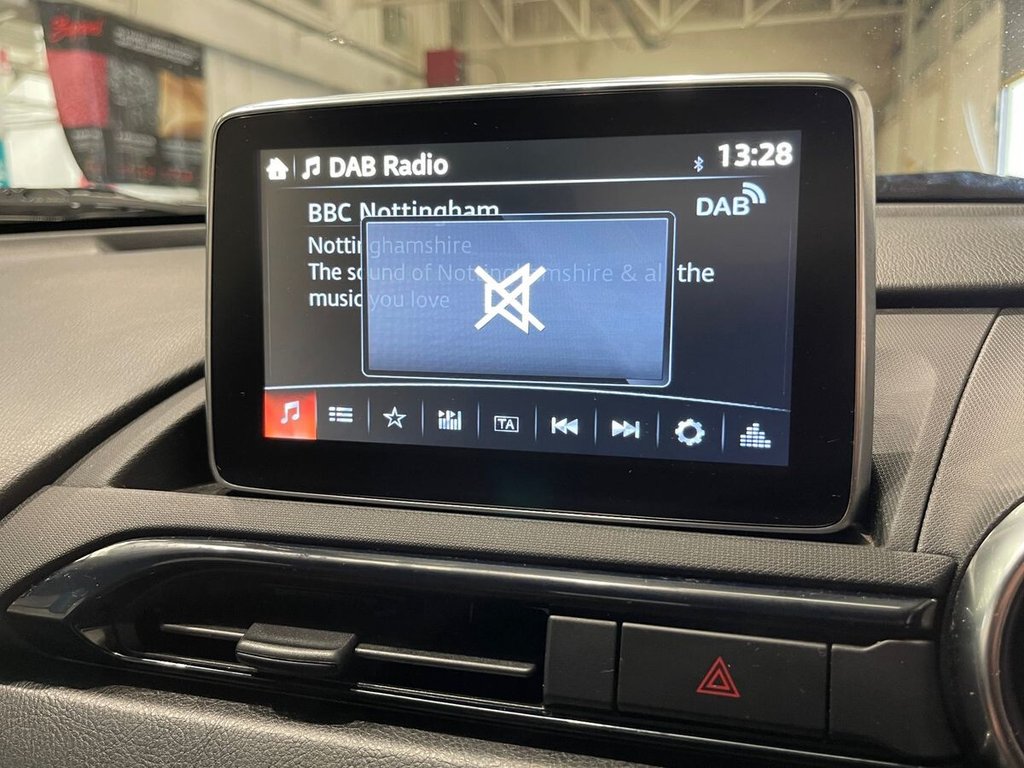 DAB Radio
13:28
BBC Nottingham
DAB
Nottinghamshire
The sound of Nottinghamshire & all the
music you love
TA